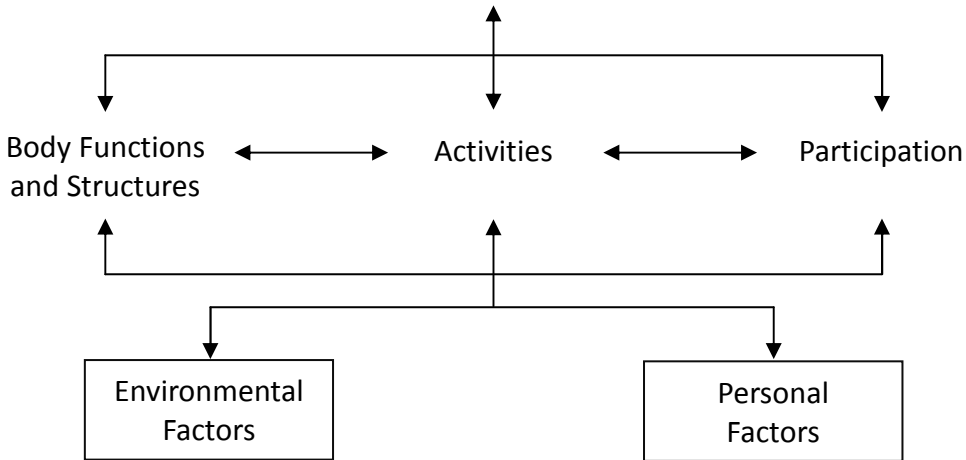 Body Functions
and Structures
Activities
Participation
Environmental
Factors
Personal
Factors